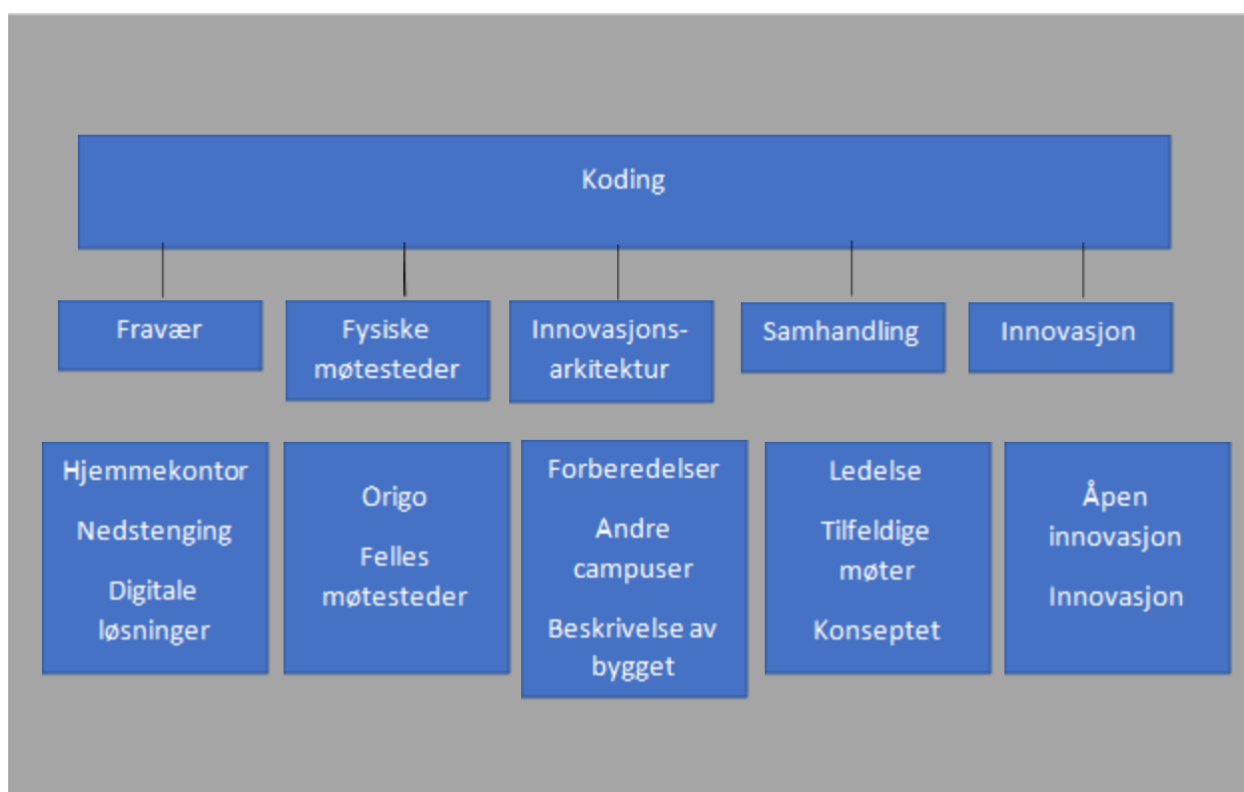 Koding
Fravær
Fysiske
møtesteder
Innovasjons-
arkitektur
Samhandling
Innovasjon
Hjemmekontor
Nedstenging
Digitale
løsninger
Origo
Felles
møtesteder
Forberedelser
Andre
campuser
Beskrivelse av
bygget
Ledelse
Tilfeldige
møter
Konseptet
Åpen
innovasjon
Innovasjon